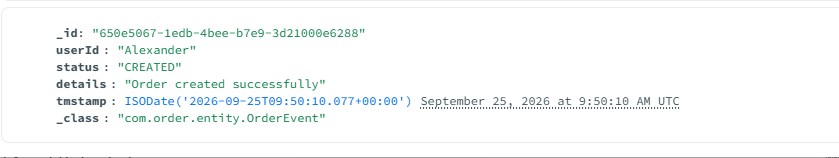 _id: "650e5067-1edb-4bee-b7e9-3d21000e6288"
userId : "Alexander"
status : "CREATED"
details : "Order created successfully"
tmstamp : ISODate('2026-09-25T09:50:10.077+00:00') September 25, 2026 at 9:50:10 AM UTC
_class : "com.order.entity.OrderEvent"